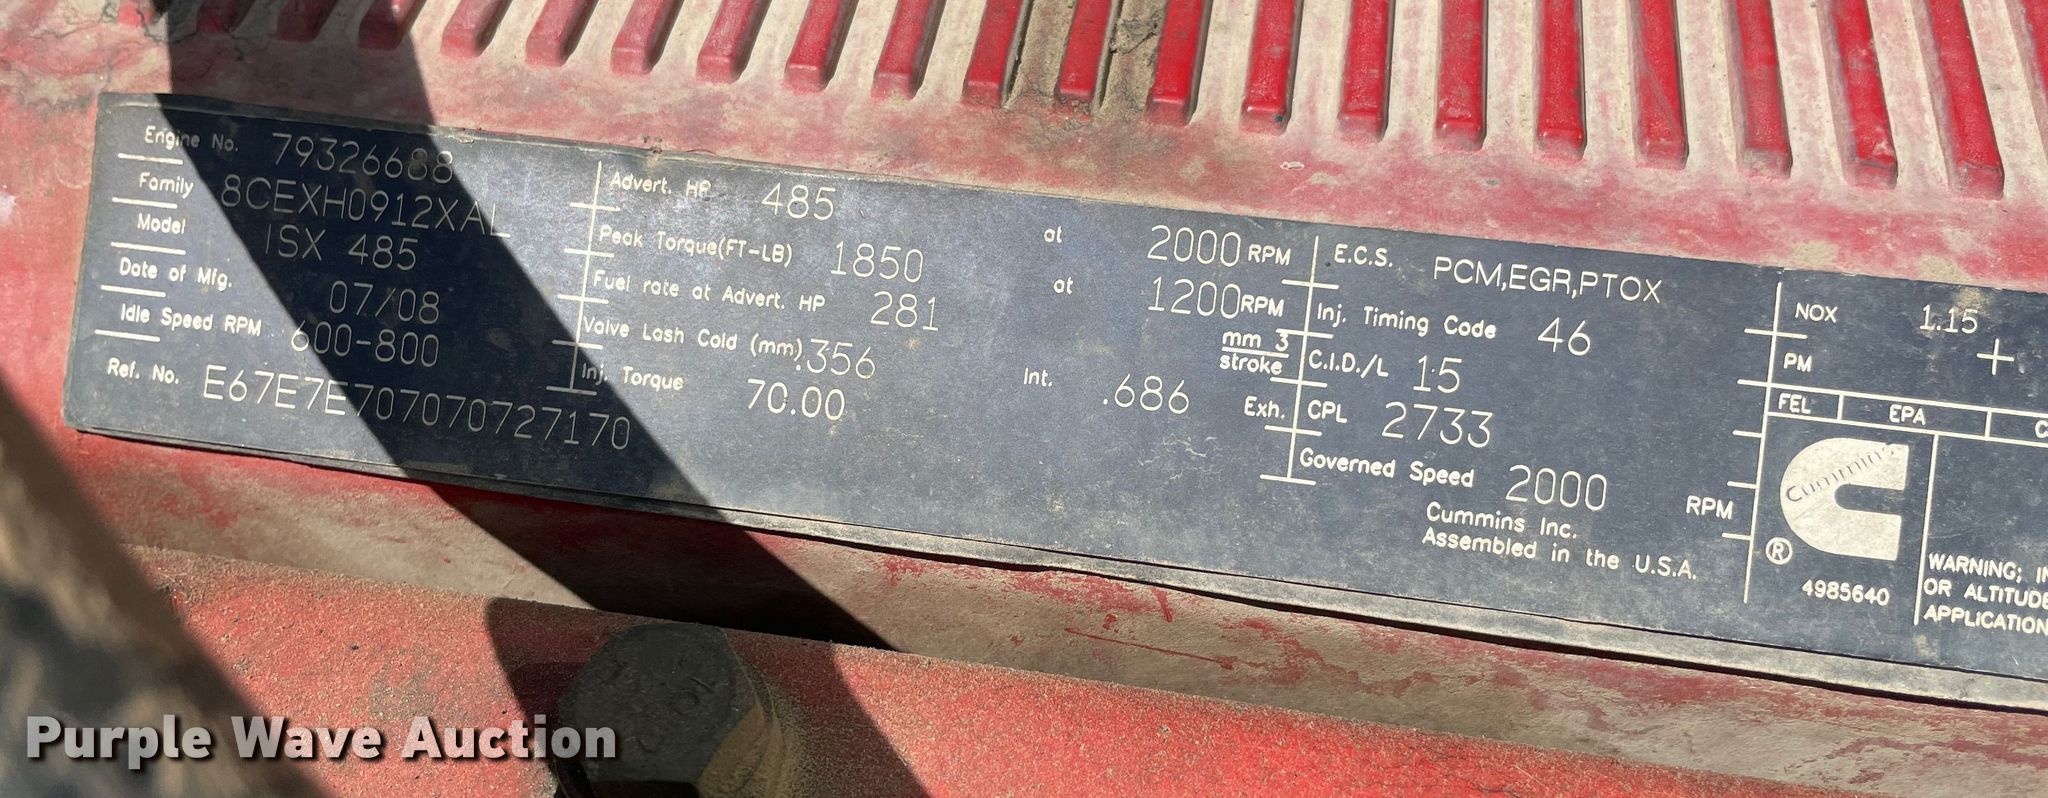 Engine No. 79326688
Family 8CEXH0912XAL
Model ISX 485
Date of Mfg. 07/08
Idle Speed RPM 600-800
Ref. No. E67E7E707070727170
Advert. HP 485 at 2000 RPM
Peak Torque(FT-LB) 1850 at 1200 RPM
Fuel rate at Advert. HP 281 mm 3 stroke
Valve Lash Cold (mm) .356 Int. .686 Exh.
Inj. Torque 70.00
E.C.S. PCM,EGR,PTOX
Inj. Timing Code 46
C.I.D./L 15
CPL 2733
Governed Speed 2000 RPM
Cummins Inc.
Assembled in the U.S.A.
NOX 1.15
+
PM
FEL EPA
Cummins
®
4985640
WARNING;
OR ALTITUDE
APPLICATION
Purple Wave Auction